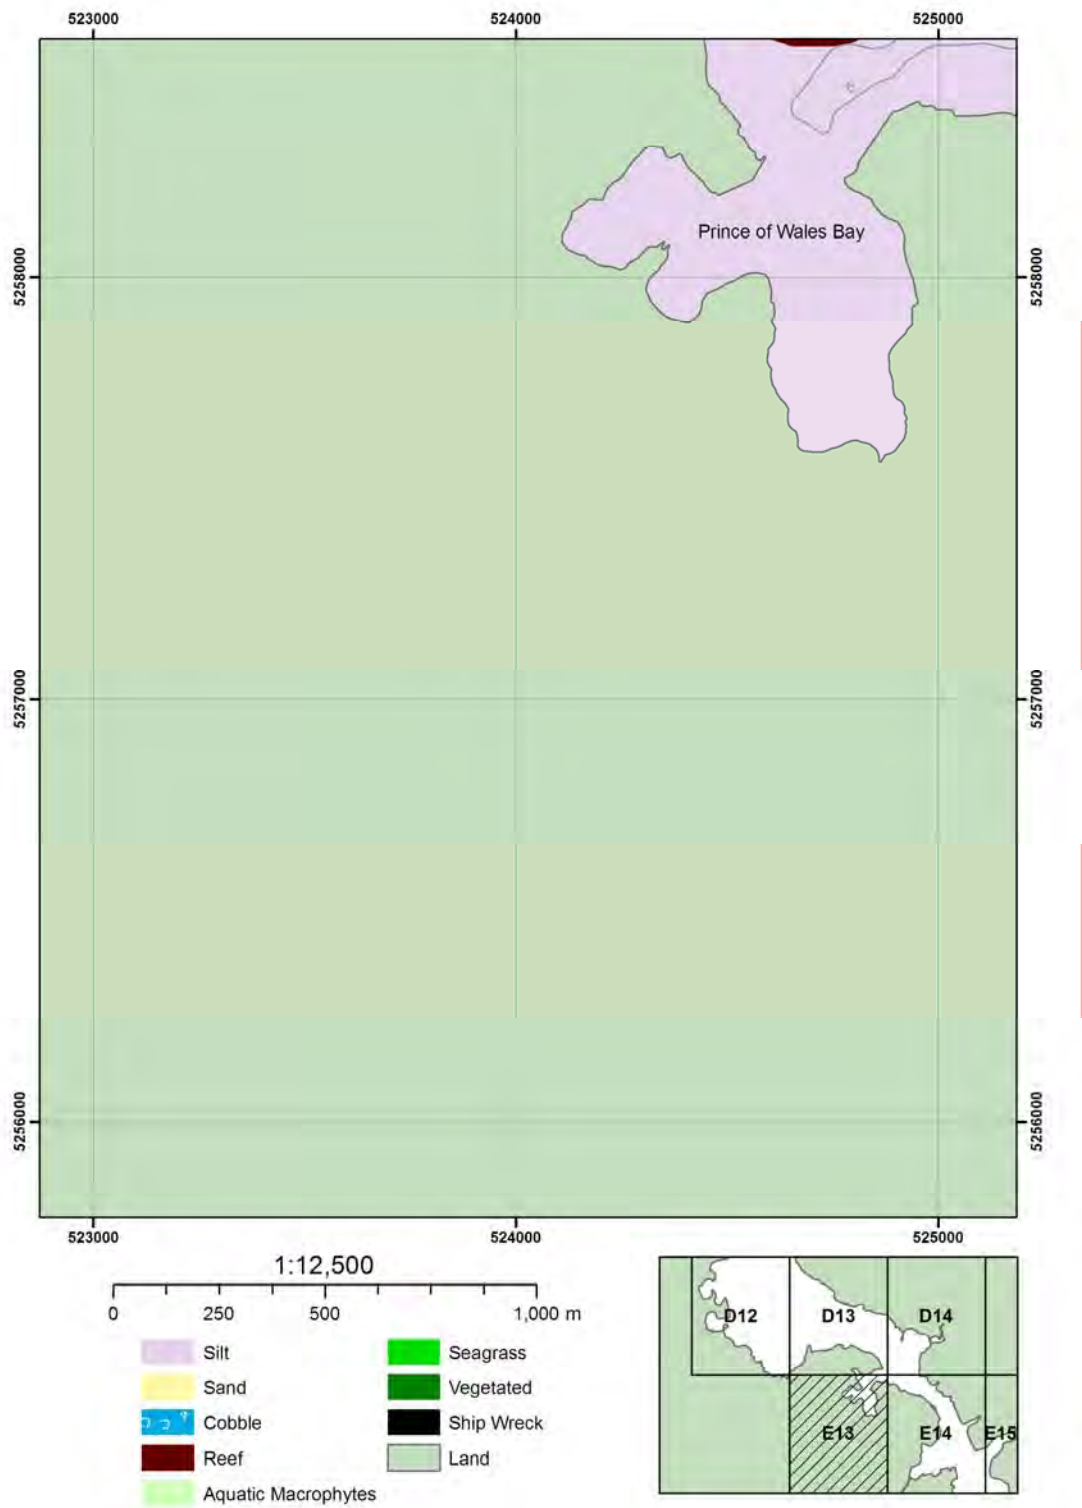 523000 524000 525000
Prince of Wales Bay
5258000 5258000
5257000 5257000
5256000 5256000
523000 524000 525000
1:12,500
0 250 500 1,000 m
Silt Seagrass
Sand Vegetated
Cobble Ship Wreck
Reef Land
Aquatic Macrophytes
D12 D13 D14
E13 E14 E15